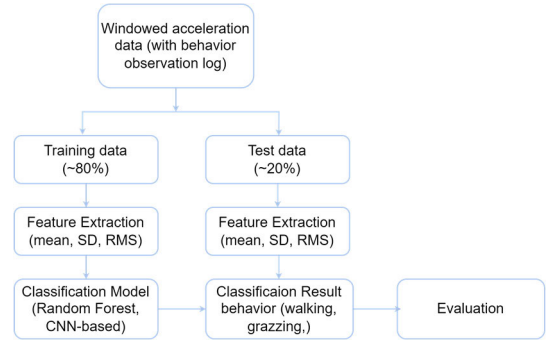 Windowed acceleration
data (with behavior
observation log)
Training data
(~80%)
Test data
(~20%)
Feature Extraction
(mean, SD, RMS)
Feature Extraction
(mean, SD, RMS)
Classification Model
(Random Forest,
CNN-based)
Classificaion Result
behavior (walking,
grazzing,)
Evaluation